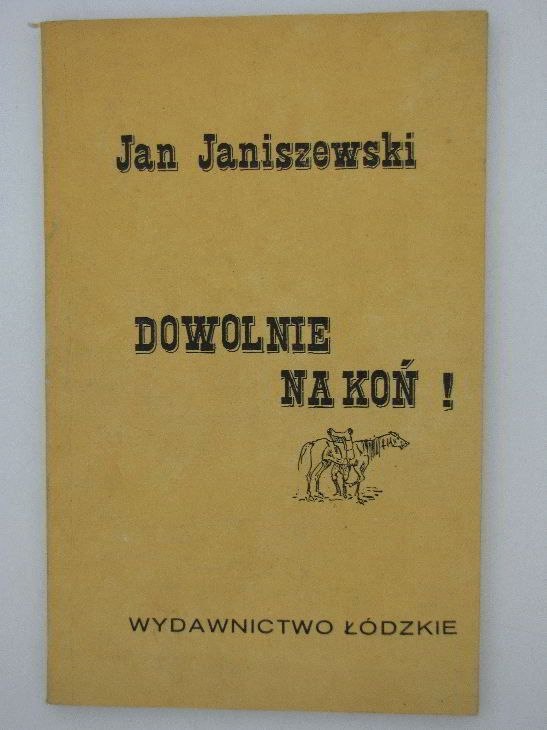 Jan Janiszewski
DOWOLNIE
NA KOŃ !
WYDAWNICTWO ŁÓDZKIE